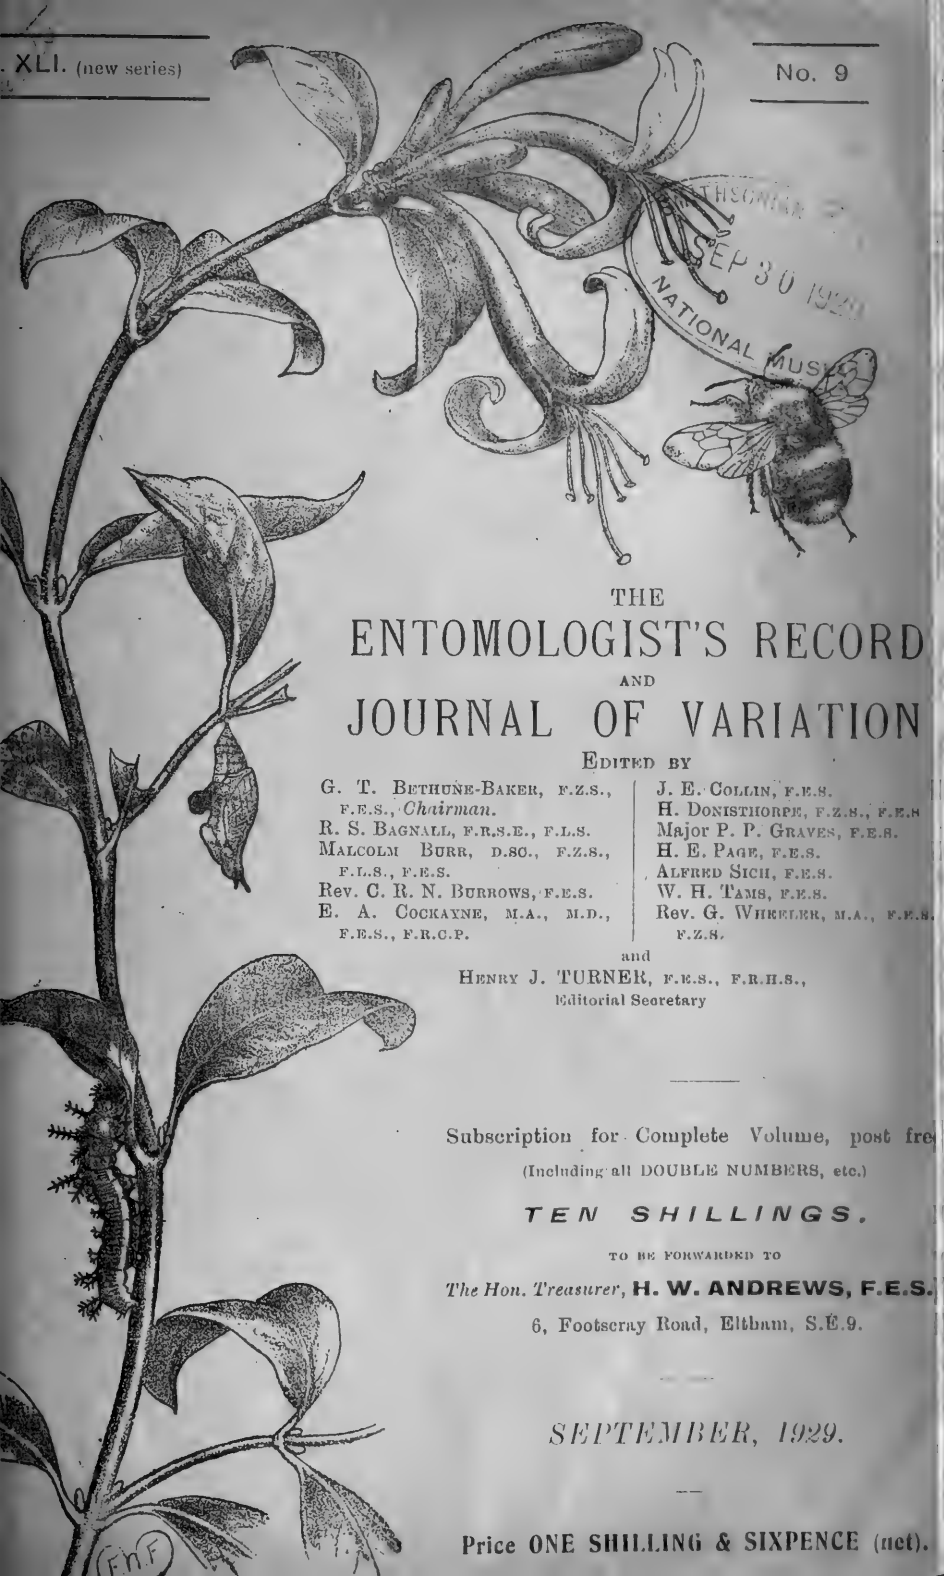 . XLI. (new series)
No. 9
SEP 30 192
NATIONAL MUS
THE
ENTOMOLOGIST'S RECORD
AND
JOURNAL OF VARIATION
EDITED BY
G. T. BETHUNE-BAKER, F.Z.S.,
F.E.S., Chairman.
R. S. BAGNALL, F.R.S.E., F.L.S.
MALCOLM BURR, D.SC., F.Z.S.,
F.L.S., F.E.S.
Rev. C. R. N. BURROWS, F.E.S.
E. A. COCKAYNE, M.A., M.D.,
F.E.S., F.R.C.P.
J. E. COLLIN, F.E.S.
H. DONISTHORPE, F.Z.S., F.E.S
Major P. P. GRAVES, F.E.S.
H. E. PAGE, F.E.S.
ALFRED SICH, F.E.S.
W. H. TAMS, F.E.S.
Rev. G. WHEELER, M.A., F.E.S.
F.Z.S.
and
HENRY J. TURNER, F.E.S., F.R.H.S.,
Editorial Secretary
Subscription for Complete Volume, post fre
(Including all DOUBLE NUMBERS, etc.)
TEN SHILLINGS.
TO BE FORWARDED TO
The Hon. Treasurer, H. W. ANDREWS, F.E.S.
6, Footscray Road, Eltham, S.E.9.
SEPTEMBER, 1929.
Price ONE SHILLING & SIXPENCE (net).
F.N.F